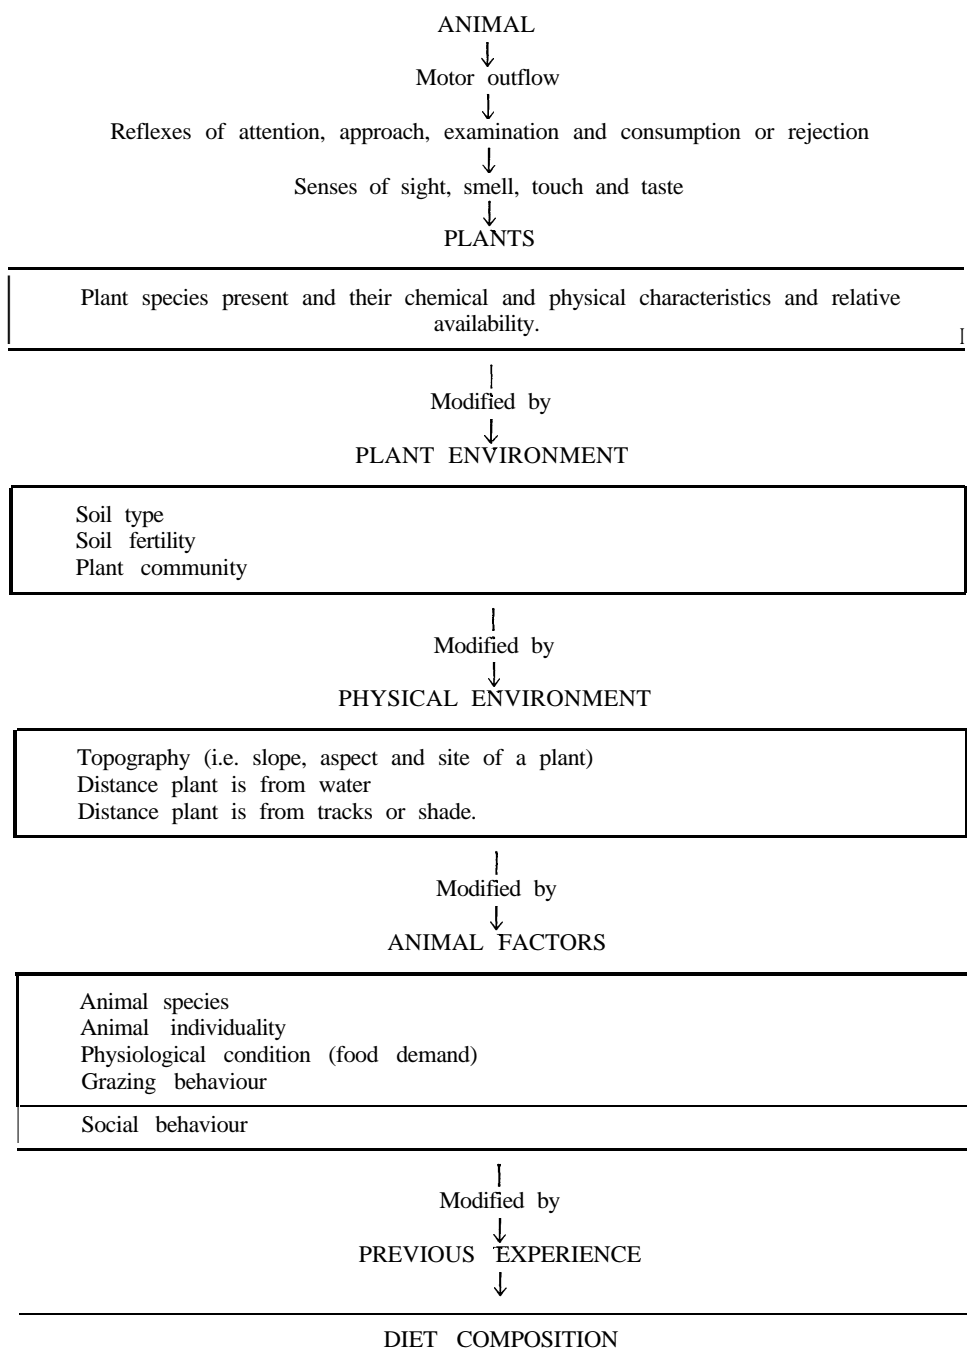 ANIMAL
Motor outflow
Reflexes of attention, approach, examination and consumption or rejection
Senses of sight, smell, touch and taste
PLANTS
Plant species present and their chemical and physical characteristics and relative
availability.
Modified by
PLANT ENVIRONMENT
Soil type
Soil fertility
Plant community
Modified by
PHYSICAL ENVIRONMENT
Topography (i.e. slope, aspect and site of a plant)
Distance plant is from water
Distance plant is from tracks or shade.
Modified by
ANIMAL FACTORS
Animal species
Animal individuality
Physiological condition (food demand)
Grazing behaviour
Social behaviour
Modified by
PREVIOUS EXPERIENCE
DIET COMPOSITION